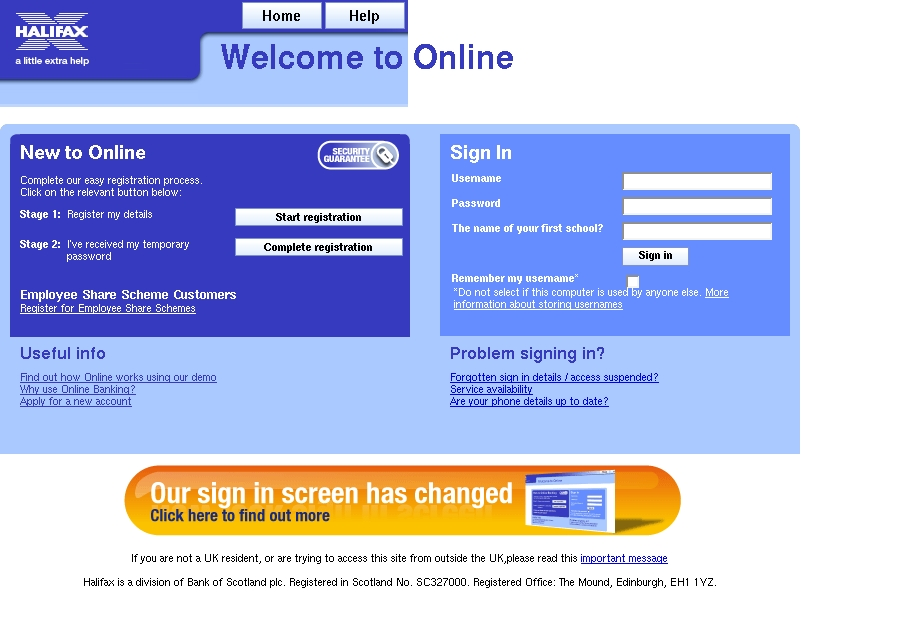 HALIFAX
a little extra help
Home
Help
Welcome to Online
New to Online
SECURITY
GUARANTEE
Complete our easy registration process.
Click on the relevant button below:
Stage 1: Register my details
Start registration
Stage 2: I've received my temporary
password
Complete registration
Employee Share Scheme Customers
Register for Employee Share Schemes
Sign In
Username
Password
The name of your first school?
Sign in
Remember my username*
*Do not select if this computer is used by anyone else. More
information about storing usernames
Useful info
Find out how Online works using our demo
Why use Online Banking?
Apply for a new account
Problem signing in?
Forgotten sign in details / access suspended?
Service availability
Are your phone details up to date?
Our sign in screen has changed
Click here to find out more
If you are not a UK resident, or are trying to access this site from outside the UK,please read this important message
Halifax is a division of Bank of Scotland plc. Registered in Scotland No. SC327000. Registered Office: The Mound, Edinburgh, EH1 1YZ.